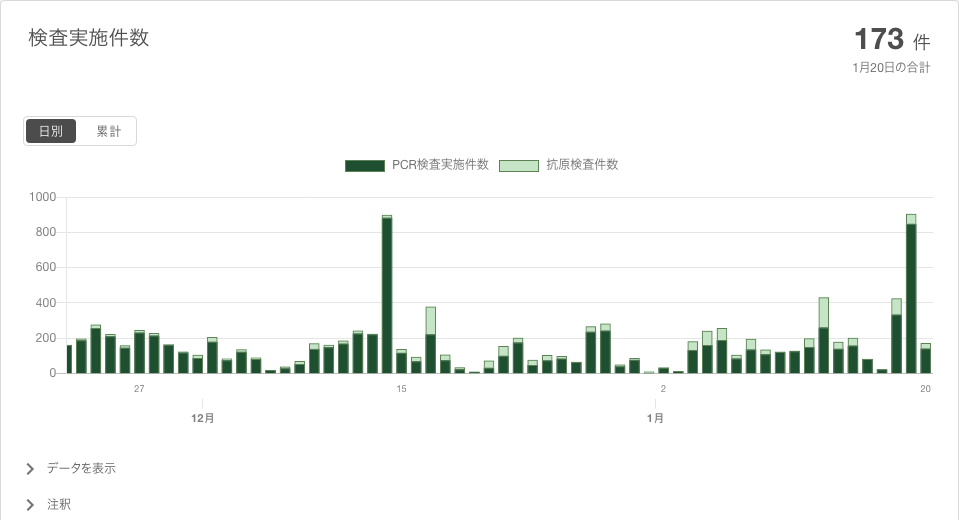 検査実施件数
173 件
1月20日の合計
日別 累計
PCR検査実施件数 抗原検査件数
1000
800
600
400
200
0
27 15 2 20
12月 1月
データを表示
注釈